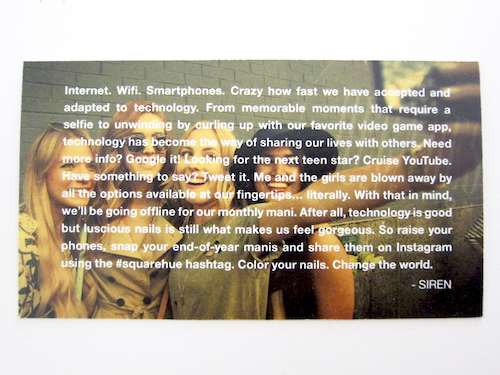 Internet. Wifi. Smartphones. Crazy how fast we have accepted and
adapted to technology. From memorable moments that require a
selfie to unwinding by curling up with our favorite video game app,
technology has become the way of sharing our lives with others. Need
more info? Google it! Looking for the next teen star? Cruise YouTube.
Have something to say? Tweet it. Me and the girls are blown away by
all the options available at our fingertips... literally. With that in mind,
we'll be going offline for our monthly mani. After all, technology is good
but luscious nails is still what makes us feel gorgeous. So raise your
phones, snap your end-of-year manis and share them on Instagram
using the #squarehue hashtag. Color your nails. Change the world.
- SIREN